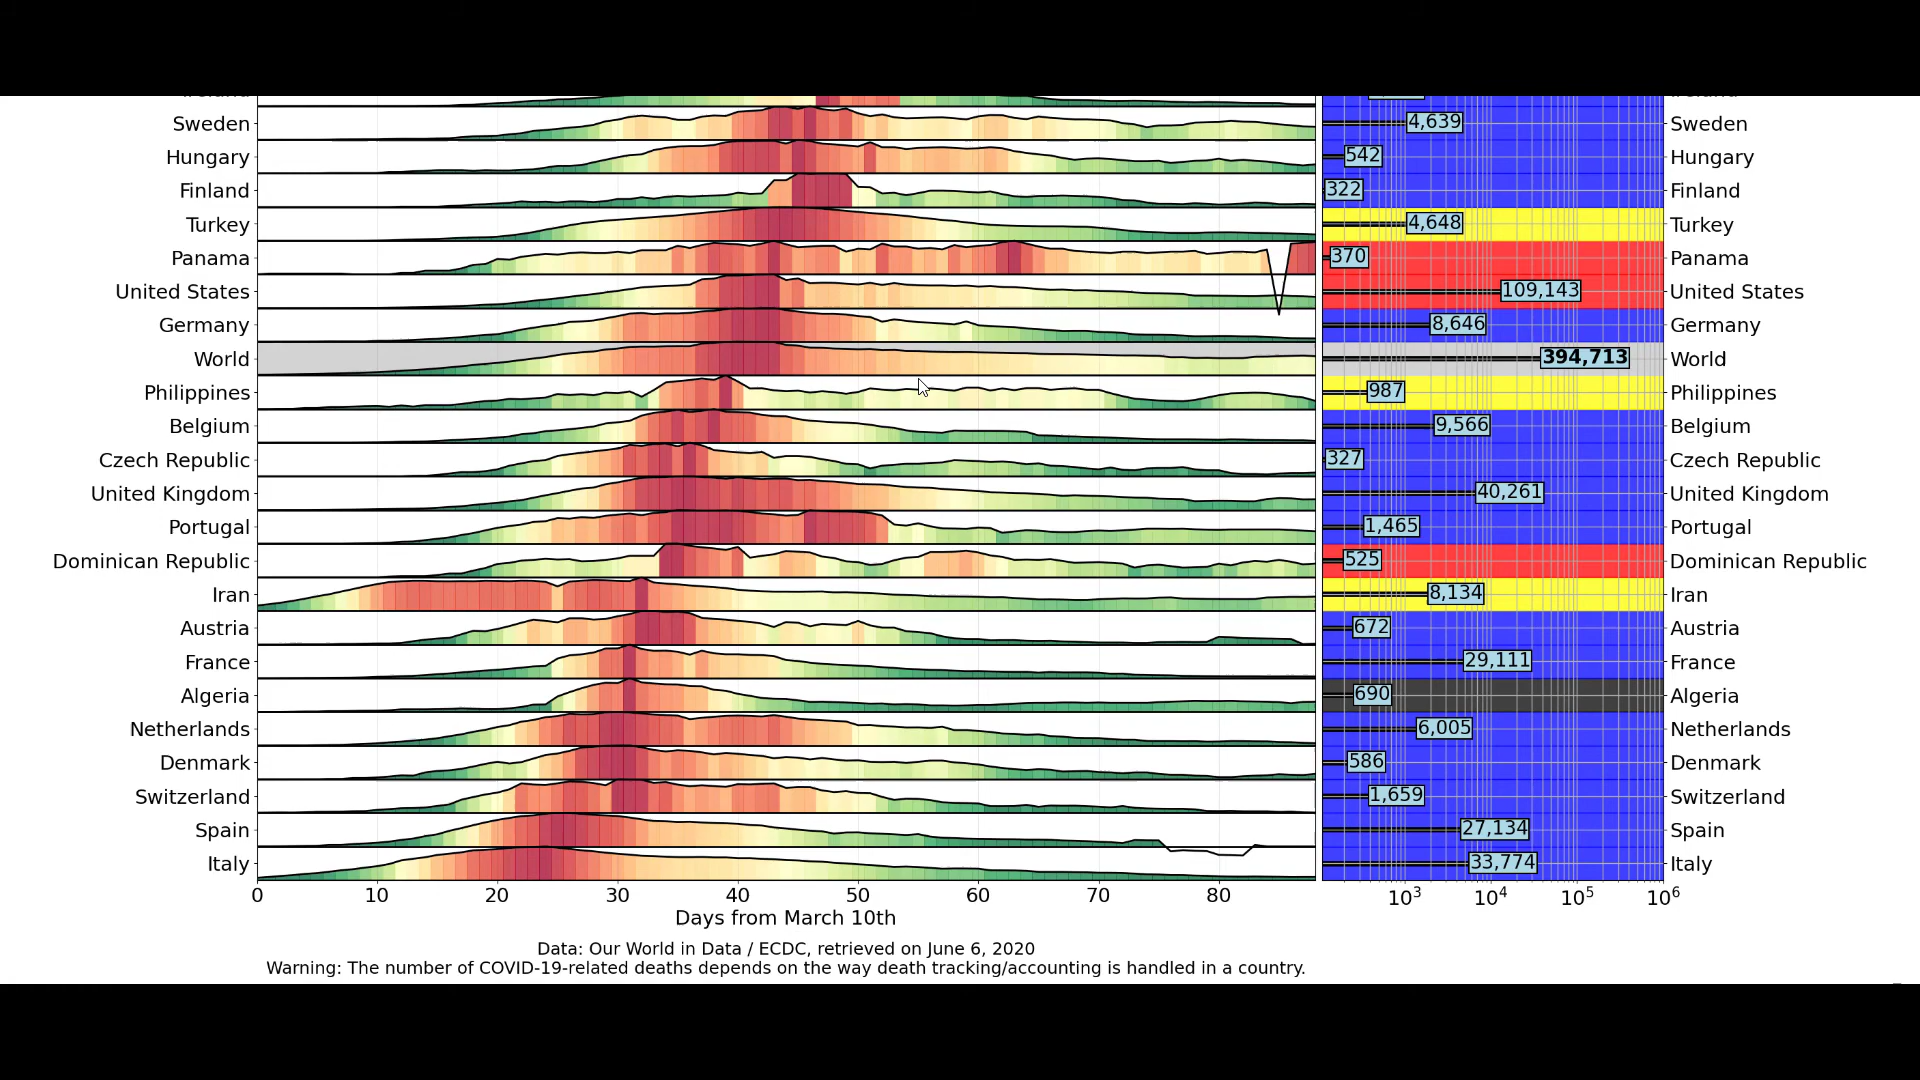 Sweden 4,639 Sweden
Hungary 542 Hungary
Finland 322 Finland
Turkey 4,648 Turkey
Panama 370 Panama
United States 109,143 United States
Germany 8,646 Germany
World 394,713 World
Philippines 987 Philippines
Belgium 9,566 Belgium
Czech Republic 327 Czech Republic
United Kingdom 40,261 United Kingdom
Portugal 1,465 Portugal
Dominican Republic 525 Dominican Republic
Iran 8,134 Iran
Austria 672 Austria
France 29,111 France
Algeria 690 Algeria
Netherlands 6,005 Netherlands
Denmark 586 Denmark
Switzerland 1,659 Switzerland
Spain 27,134 Spain
Italy 33,774 Italy
0 10 20 30 40 50 60 70 80 10³ 10⁴ 10⁵ 10⁶
Days from March 10th
Data: Our World in Data / ECDC, retrieved on June 6, 2020
Warning: The number of COVID-19-related deaths depends on the way death tracking/accounting is handled in a country.